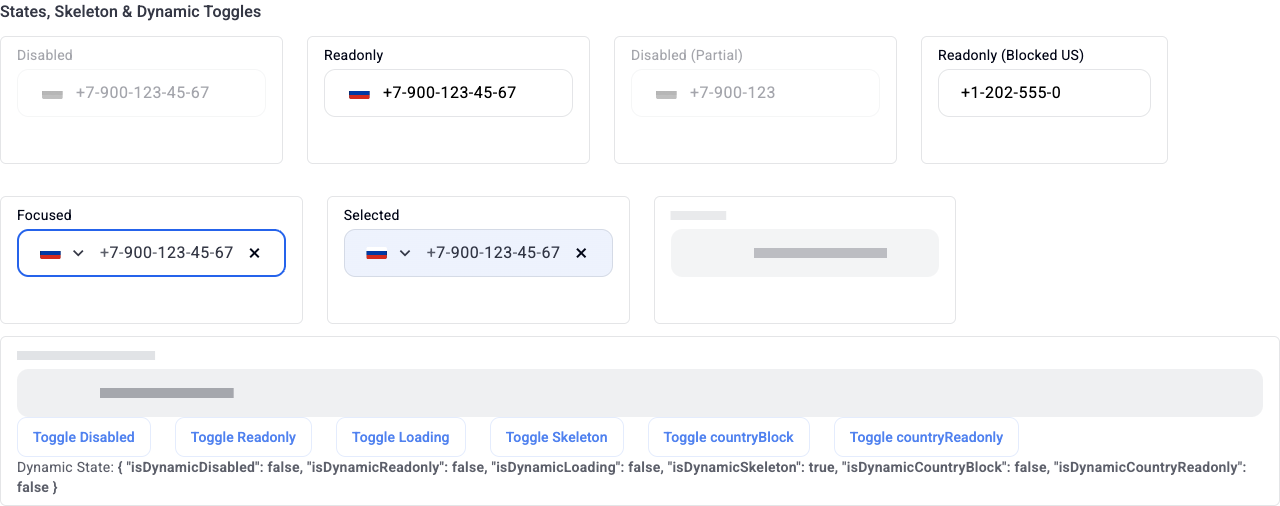 States, Skeleton & Dynamic Toggles
Disabled
+7-900-123-45-67
Readonly
+7-900-123-45-67
Disabled (Partial)
+7-900-123
Readonly (Blocked US)
+1-202-555-0
Focused
+7-900-123-45-67
Selected
+7-900-123-45-67
Toggle Disabled
Toggle Readonly
Toggle Loading
Toggle Skeleton
Toggle countryBlock
Toggle countryReadonly
Dynamic State: { "isDynamicDisabled": false, "isDynamicReadonly": false, "isDynamicLoading": false, "isDynamicSkeleton": true, "isDynamicCountryBlock": false, "isDynamicCountryReadonly":
false }